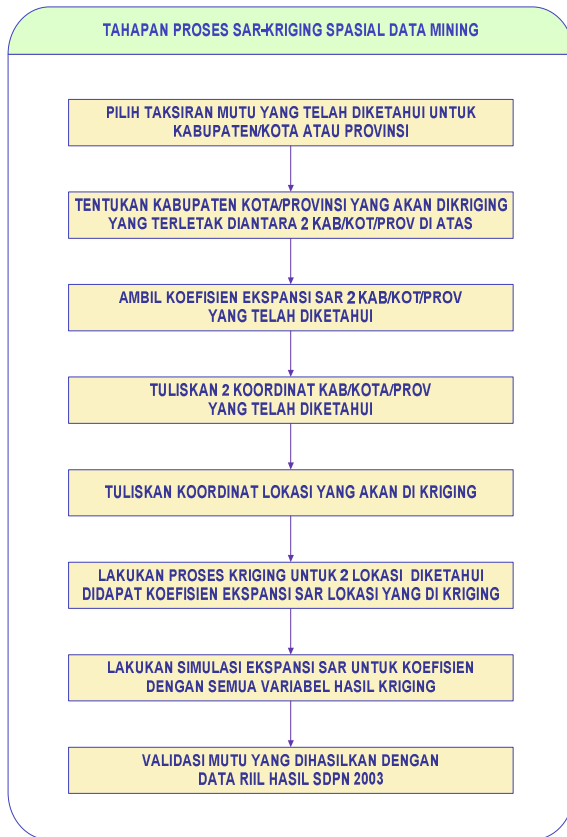 TAHAPAN PROSES SAR-KRIGING SPASIAL DATA MINING
PILIH TAKSIRAN MUTU YANG TELAH DIKETAHUI UNTUK
KABUPATEN/KOTA ATAU PROVINSI
TENTUKAN KABUPATEN KOTA/PROVINSI YANG AKAN DIKRIGING
YANG TERLETAK DIANTARA 2 KAB/KOT/PROV DI ATAS
AMBIL KOEFISIEN EKSPANSI SAR 2 KAB/KOT/PROV
YANG TELAH DIKETAHUI
TULISKAN 2 KOORDINAT KAB/KOTA/PROV
YANG TELAH DIKETAHUI
TULISKAN KOORDINAT LOKASI YANG AKAN DI KRIGING
LAKUKAN PROSES KRIGING UNTUK 2 LOKASI DIKETAHUI
DIDAPAT KOEFISIEN EKSPANSI SAR LOKASI YANG DI KRIGING
LAKUKAN SIMULASI EKSPANSI SAR UNTUK KOEFISIEN
DENGAN SEMUA VARIABEL HASIL KRIGING
VALIDASI MUTU YANG DIHASILKAN DENGAN
DATA RIIL HASIL SDPN 2003